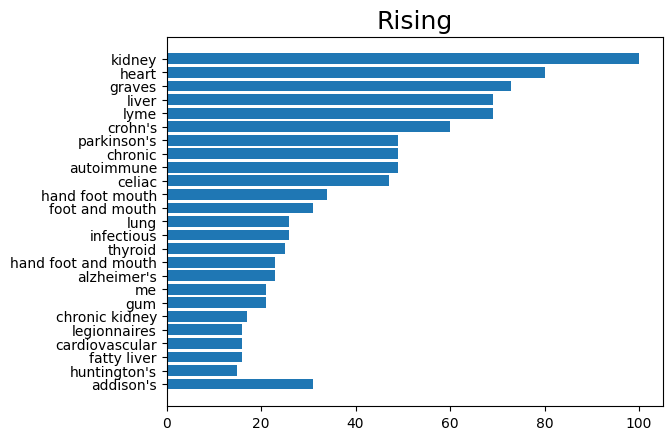 Rising
kidney
heart
graves
liver
lyme
crohn's
parkinson's
chronic
autoimmune
celiac
hand foot mouth
foot and mouth
lung
infectious
thyroid
hand foot and mouth
alzheimer's
me
gum
chronic kidney
legionnaires
cardiovascular
fatty liver
huntington's
addison's
0 20 40 60 80 100